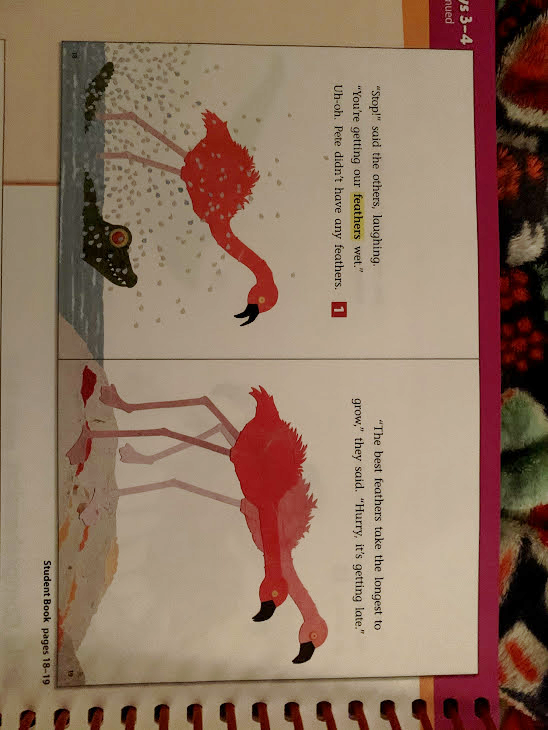 ys 3–4
nued
"Stop!" said the others, laughing.
"You're getting our feathers wet."
Uh-oh. Pete didn't have any feathers.
1
18
"The best feathers take the longest to
grow," they said. "Hurry, it's getting late."
19
Student Book pages 18–19